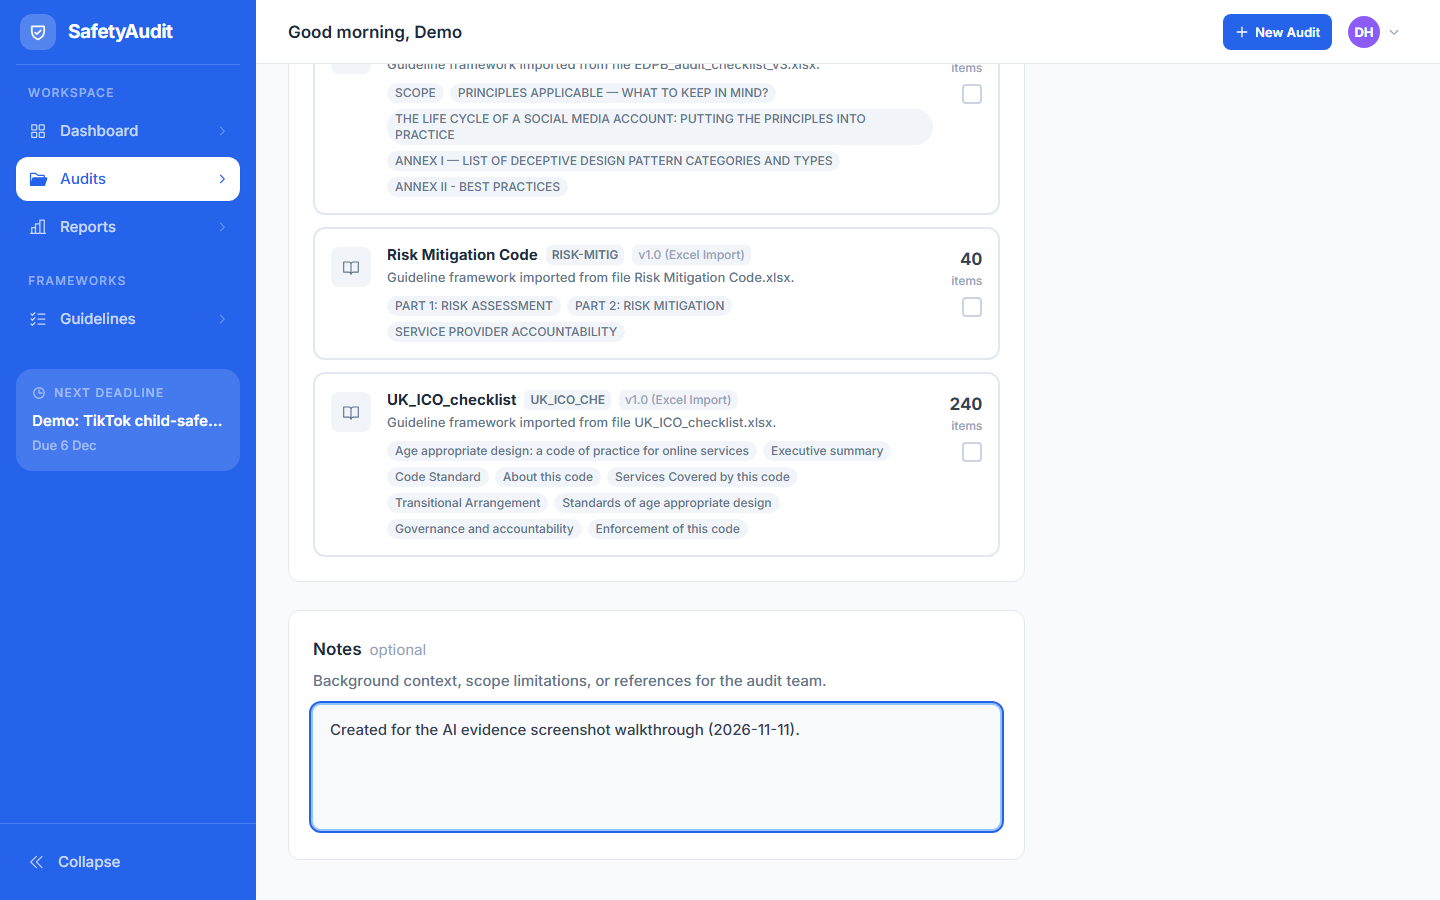 SafetyAudit
WORKSPACE
Dashboard
Audits
Reports
FRAMEWORKS
Guidelines
NEXT DEADLINE
Demo: TikTok child-safe...
Due 6 Dec
Collapse
Good morning, Demo
New Audit
DH
Guideline framework imported from file EDPB_audit_checklist_v3.xlsx.
items
SCOPE
PRINCIPLES APPLICABLE — WHAT TO KEEP IN MIND?
THE LIFE CYCLE OF A SOCIAL MEDIA ACCOUNT: PUTTING THE PRINCIPLES INTO
PRACTICE
ANNEX I — LIST OF DECEPTIVE DESIGN PATTERN CATEGORIES AND TYPES
ANNEX II - BEST PRACTICES
Risk Mitigation Code RISK-MITIG v1.0 (Excel Import)
40
Guideline framework imported from file Risk Mitigation Code.xlsx.
items
PART 1: RISK ASSESSMENT PART 2: RISK MITIGATION
SERVICE PROVIDER ACCOUNTABILITY
UK_ICO_checklist UK_ICO_CHE v1.0 (Excel Import)
240
Guideline framework imported from file UK_ICO_checklist.xlsx.
items
Age appropriate design: a code of practice for online services Executive summary
Code Standard About this code Services Covered by this code
Transitional Arrangement Standards of age appropriate design
Governance and accountability Enforcement of this code
Notes optional
Background context, scope limitations, or references for the audit team.
Created for the AI evidence screenshot walkthrough (2026-11-11).